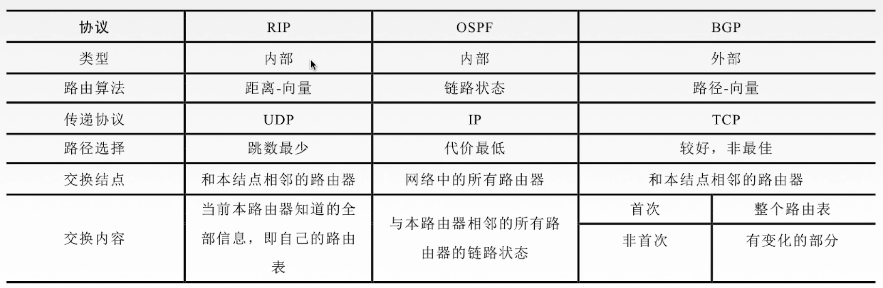 协议 RIP OSPF BGP
类型 内部 内部 外部
路由算法 距离-向量 链路状态 路径-向量
传递协议 UDP IP TCP
路径选择 跳数最少 代价最低 较好，非最佳
交换结点 和本结点相邻的路由器 网络中的所有路由器 和本结点相邻的路由器
交换内容
当前本路由器知道的全
部信息，即自己的路由
表
与本路由器相邻的所有路
由器的链路状态
首次 整个路由表
非首次 有变化的部分